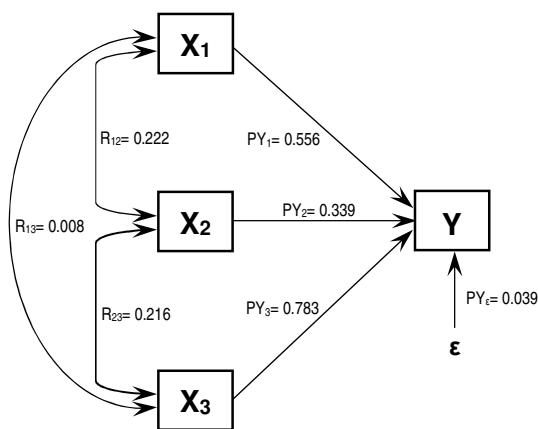 X₁
R₁₂= 0.222
PY₁= 0.556
R₁₃= 0.008
X₂
PY₂= 0.339
Y
R₂₃= 0.216
PY₃= 0.783
PYε= 0.039
ε
X₃